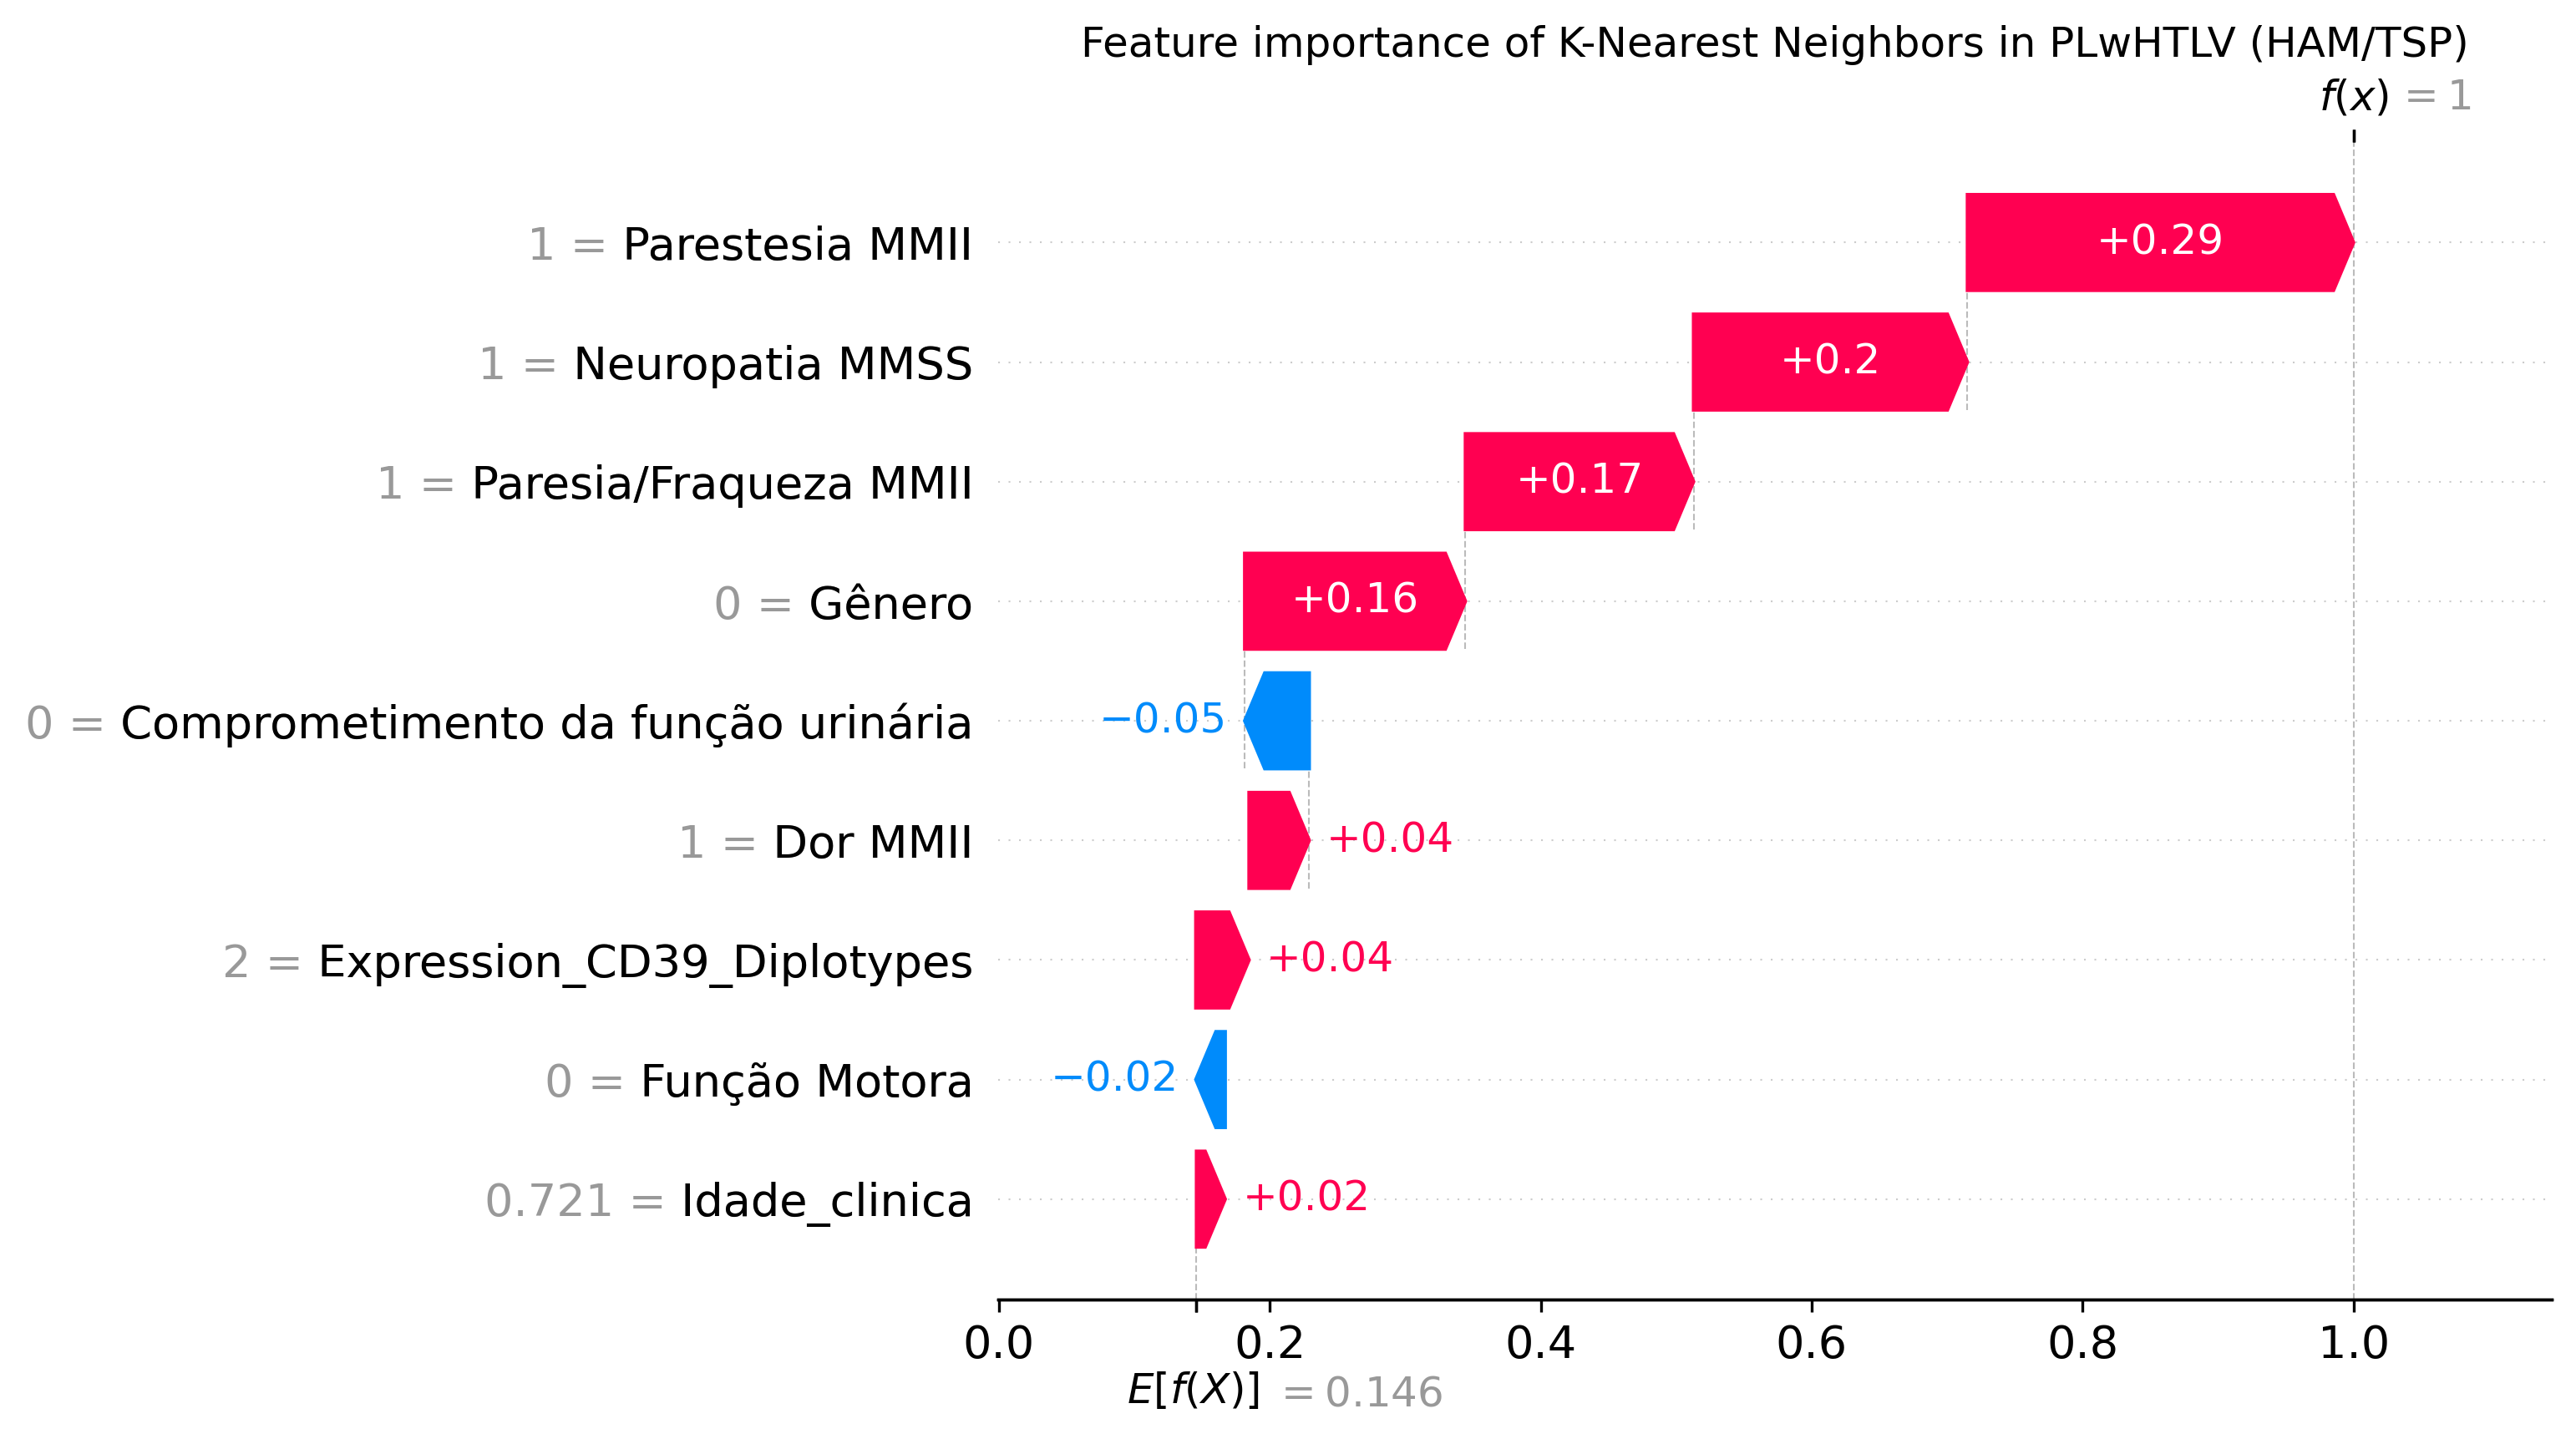 Feature importance of K-Nearest Neighbors in PLwHTLV (HAM/TSP)
f(x) = 1
1 = Parestesia MMII +0.29
1 = Neuropatia MMSS +0.2
1 = Paresia/Fraqueza MMII +0.17
0 = Gênero +0.16
0 = Comprometimento da função urinária −0.05
1 = Dor MMII +0.04
2 = Expression_CD39_Diplotypes +0.04
0 = Função Motora −0.02
0.721 = Idade_clinica +0.02
0.0 0.2 0.4 0.6 0.8 1.0
E[f(X)] = 0.146